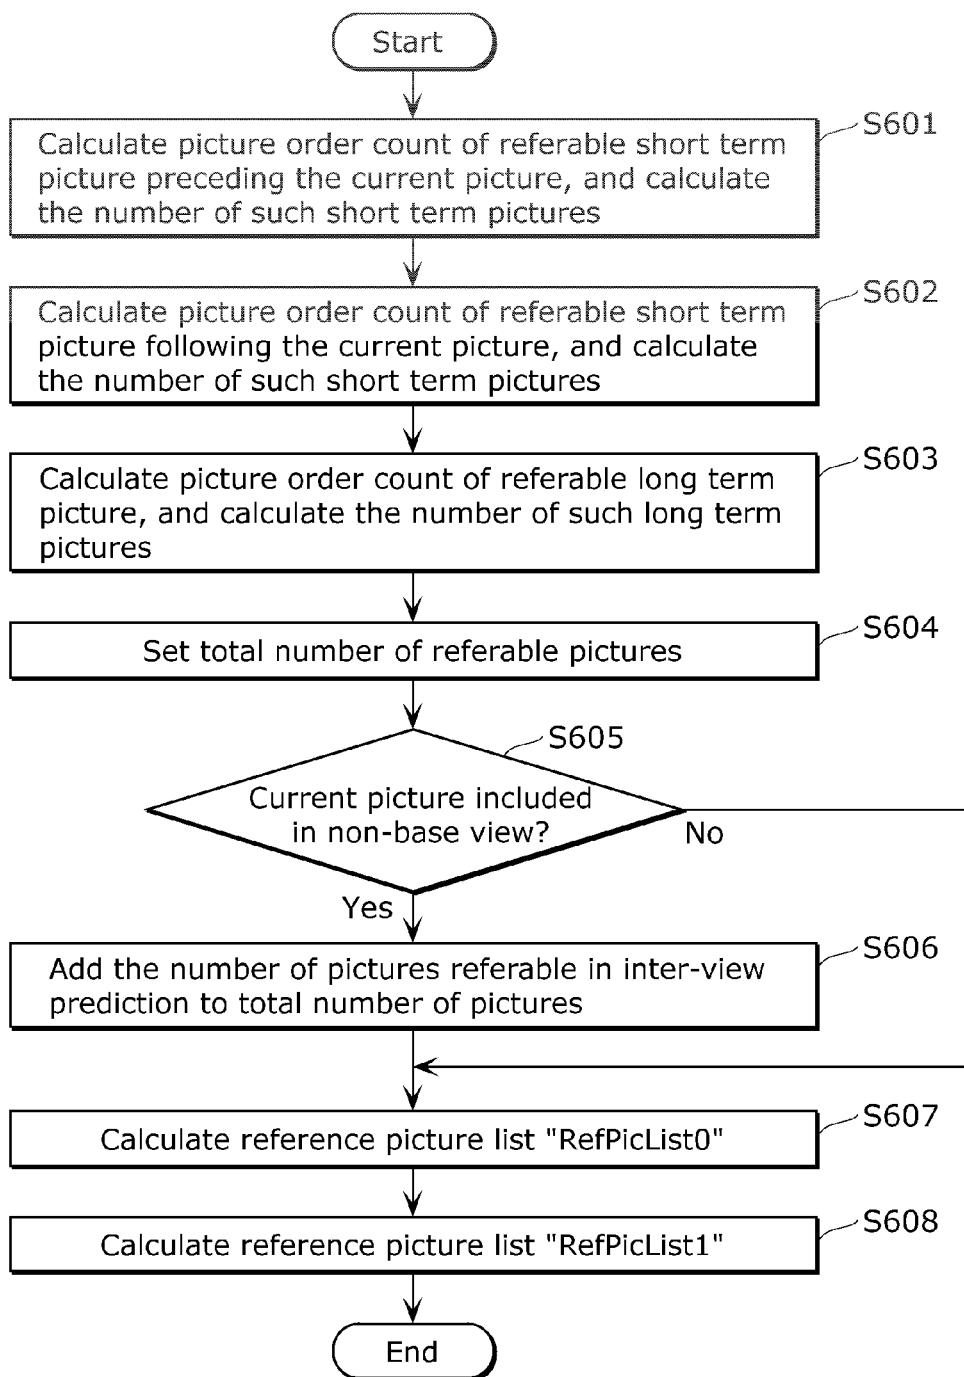 Start
S601
Calculate picture order count of referable short term
picture preceding the current picture, and calculate
the number of such short term pictures
S602
Calculate picture order count of referable short term
picture following the current picture, and calculate
the number of such short term pictures
S603
Calculate picture order count of referable long term
picture, and calculate the number of such long term
pictures
S604
Set total number of referable pictures
S605
Current picture included
in non-base view?
No
Yes
S606
Add the number of pictures referable in inter-view
prediction to total number of pictures
S607
Calculate reference picture list "RefPicList0"
S608
Calculate reference picture list "RefPicList1"
End